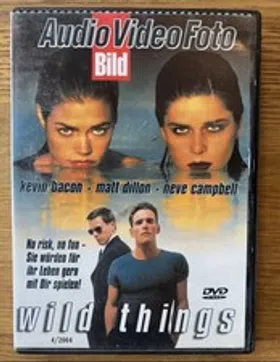 Audio Video Foto
Bild
kevin bacon - matt dillon - neve campbell
No risk, no fun -
Sie würden für
ihr Leben gern
mit Dir spielen!
DVD
wild things
4/2004